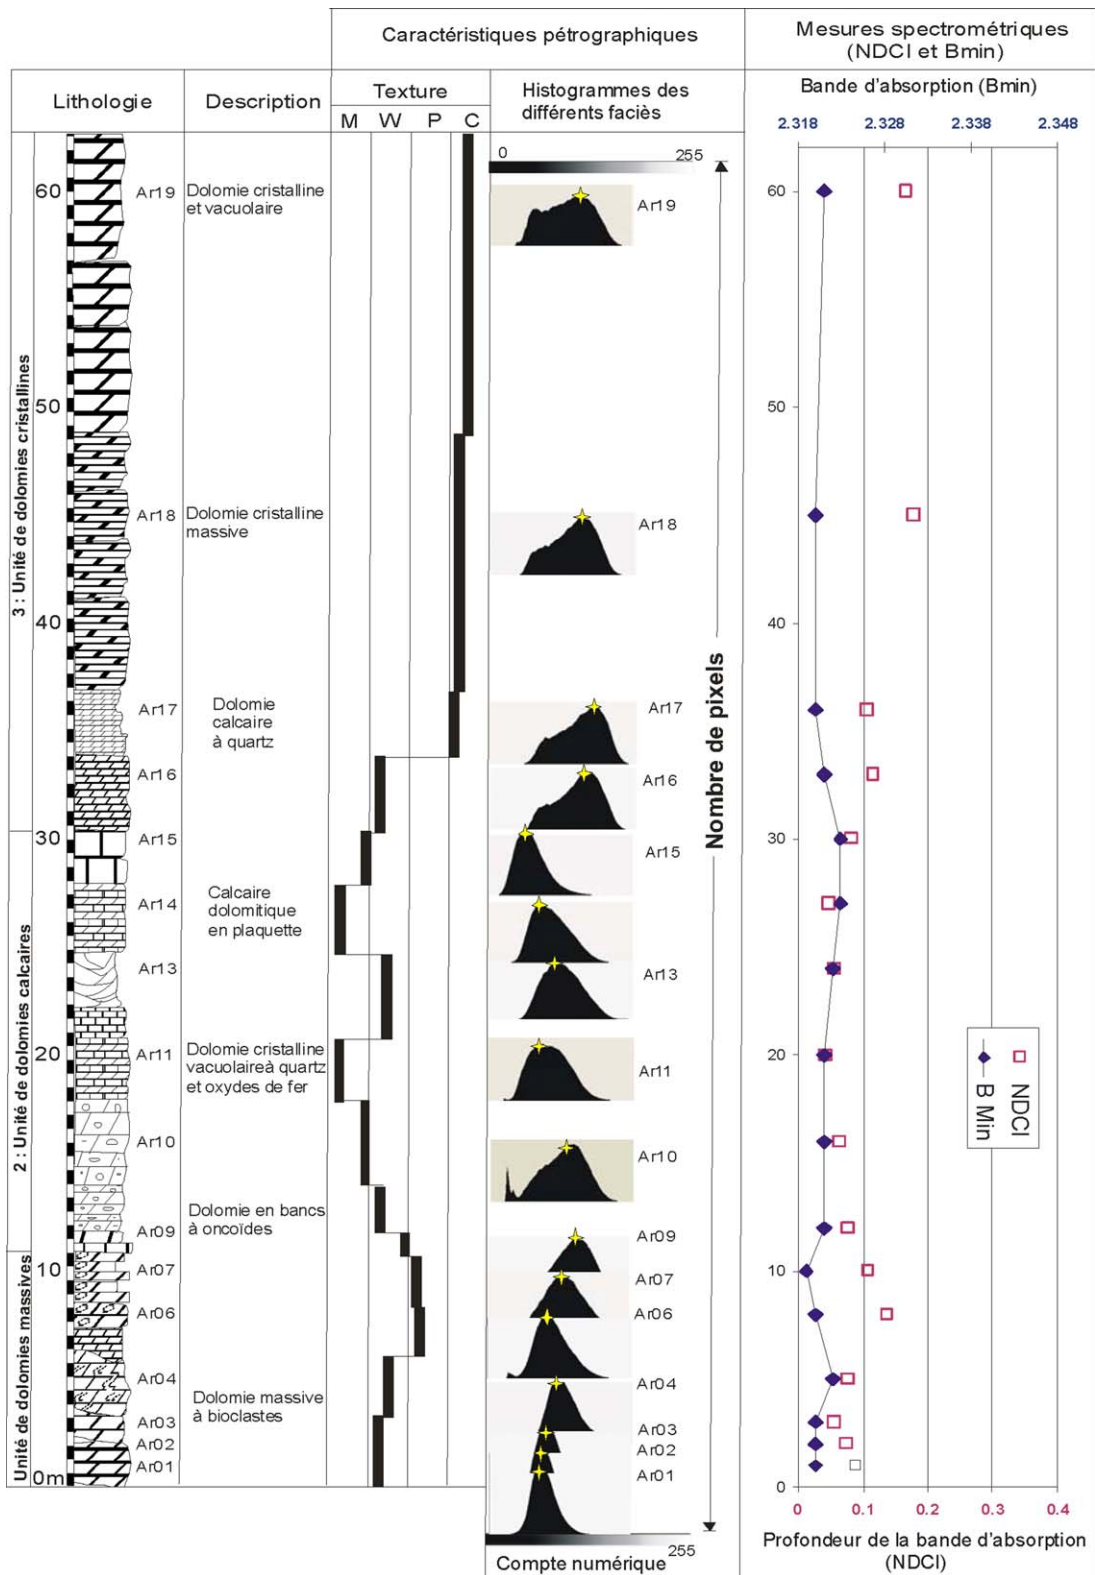 Caractéristiques pétrographiques
Mesures spectrométriques
(NDCI et Bmin)
Lithologie
Description
Texture
M W P C
Histogrammes des
différents faciès
Bande d'absorption (Bmin)
2.318 2.328 2.338 2.348
0 255
3 : Unité de dolomies cristallines
2 : Unité de dolomies calcaires
Unité de dolomies massives
60
50
40
30
20
10
0m
Ar19
Ar18
Ar17
Ar16
Ar15
Ar14
Ar13
Ar11
Ar10
Ar09
Ar07
Ar06
Ar04
Ar03
Ar02
Ar01
Dolomie cristalline
et vacuolaire
Dolomie cristalline
massive
Dolomie
calcaire
à quartz
Calcaire
dolomitique
en plaquette
Dolomie cristalline
vacuolaireà quartz
et oxydes de fer
Dolomie en bancs
à oncoïdes
Dolomie massive
à bioclastes
Ar19
Ar18
Ar17
Ar16
Ar15
Ar13
Ar11
Ar10
Ar09
Ar07
Ar06
Ar04
Ar03
Ar02
Ar01
255
Compte numérique
Nombre de pixels
60
50
40
30
20
10
0
NDCI
B Min
0 0.1 0.2 0.3 0.4
Profondeur de la bande d'absorption
(NDCI)